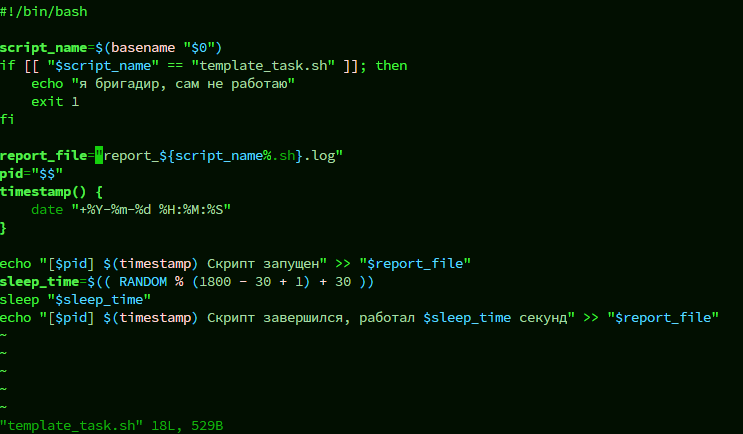 #!/bin/bash

script_name=$(basename "$0")
if [[ "$script_name" == "template_task.sh" ]]; then
    echo "я бригадир, сам не работаю"
    exit 1
fi

report_file="report_${script_name%.sh}.log"
pid="$$"
timestamp() {
    date "+%Y-%m-%d %H:%M:%S"
}

echo "[$pid] $(timestamp) Скрипт запущен" >> "$report_file"
sleep_time=$(( RANDOM % (1800 - 30 + 1) + 30 ))
sleep "$sleep_time"
echo "[$pid] $(timestamp) Скрипт завершился, работал $sleep_time секунд" >> "$report_file"
~
~
~
~
~
"template_task.sh" 18L, 529B